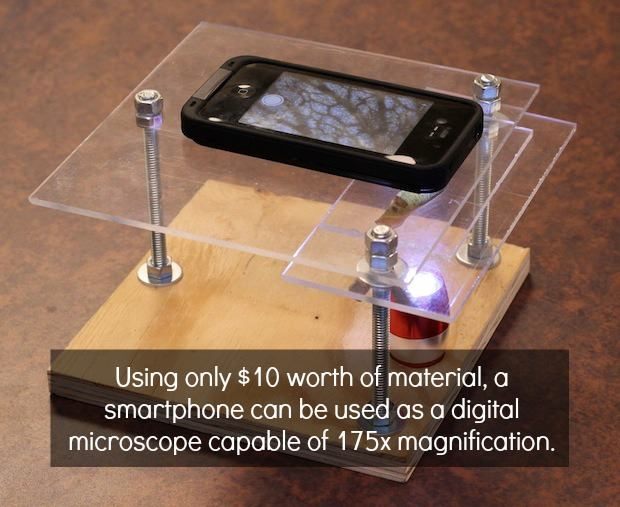 Using only $10 worth of material, a
smartphone can be used as a digital
microscope capable of 175x magnification.